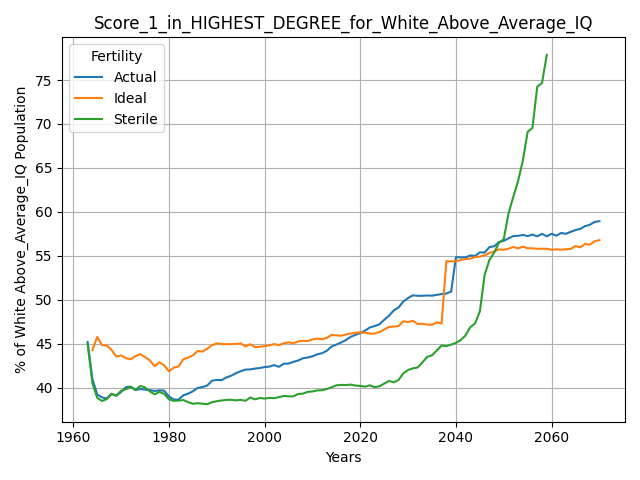 Score_1_in_HIGHEST_DEGREE_for_White_Above_Average_IQ
Fertility
Actual
Ideal
Sterile
% of White Above_Average_IQ Population
75
70
65
60
55
50
45
40
1960
1980
2000
2020
2040
2060
Years